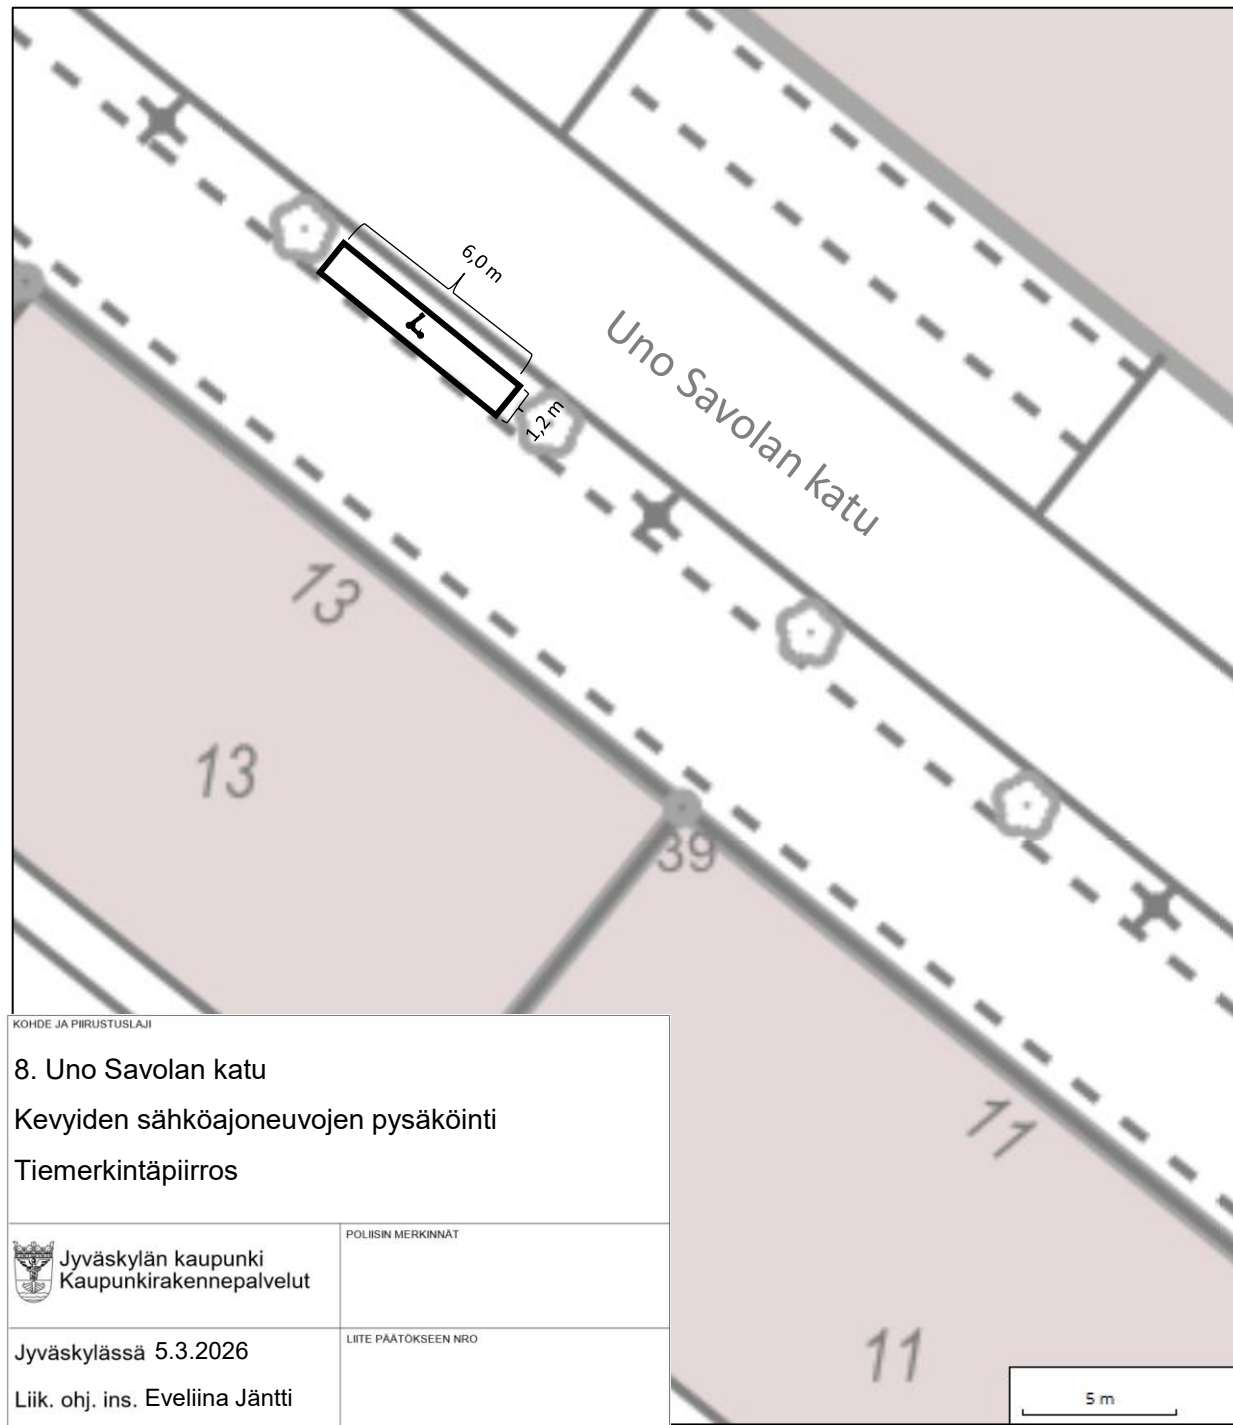 6,0 m
1,2 m
Uno Savolan katu
13
13
39
11
11
KOHDE JA PIIRUSTUSLAJI
8. Uno Savolan katu
Kevyiden sähköajoneuvojen pysäköinti
Tiemerkintäpiirros
Jyväskylän kaupunki
Kaupunkirakennepalvelut
POLIISIN MERKINNÄT
Jyväskylässä 5.3.2026
Liik. ohj. ins. Eveliina Jäntti
LIITE PÄÄTÖKSEEN NRO
5 m